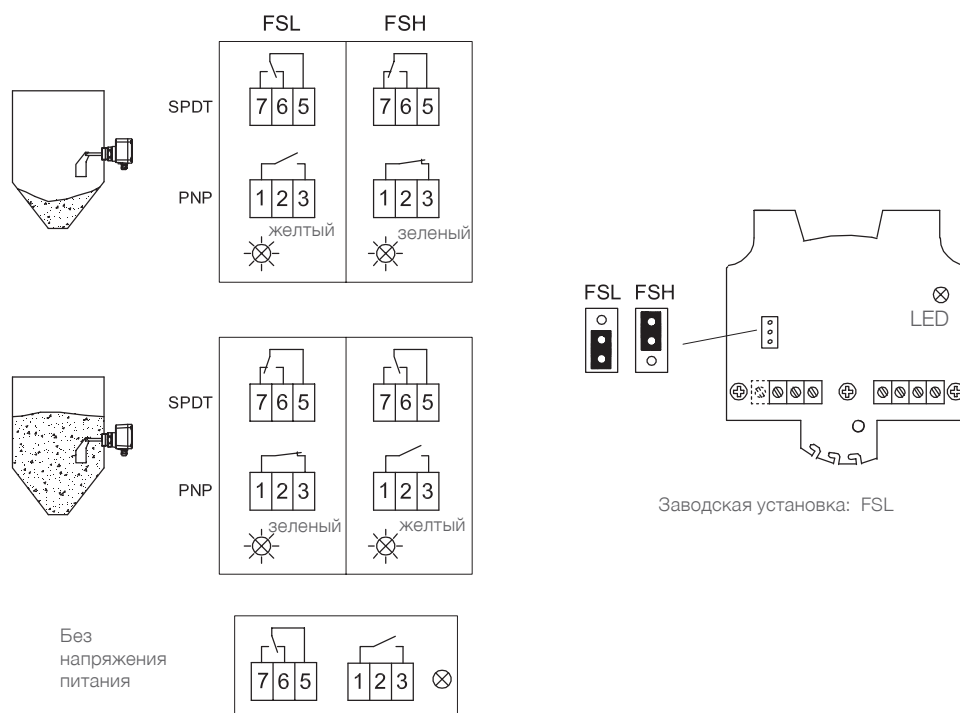 FSL FSH
SPDT 7 6 5 7 6 5
PNP 1 2 3 1 2 3
желтый зеленый
SPDT 7 6 5 7 6 5
PNP 1 2 3 1 2 3
зеленый желтый
Без
напряжения
питания
7 6 5 1 2 3
FSL FSH
LED
Заводская установка: FSL